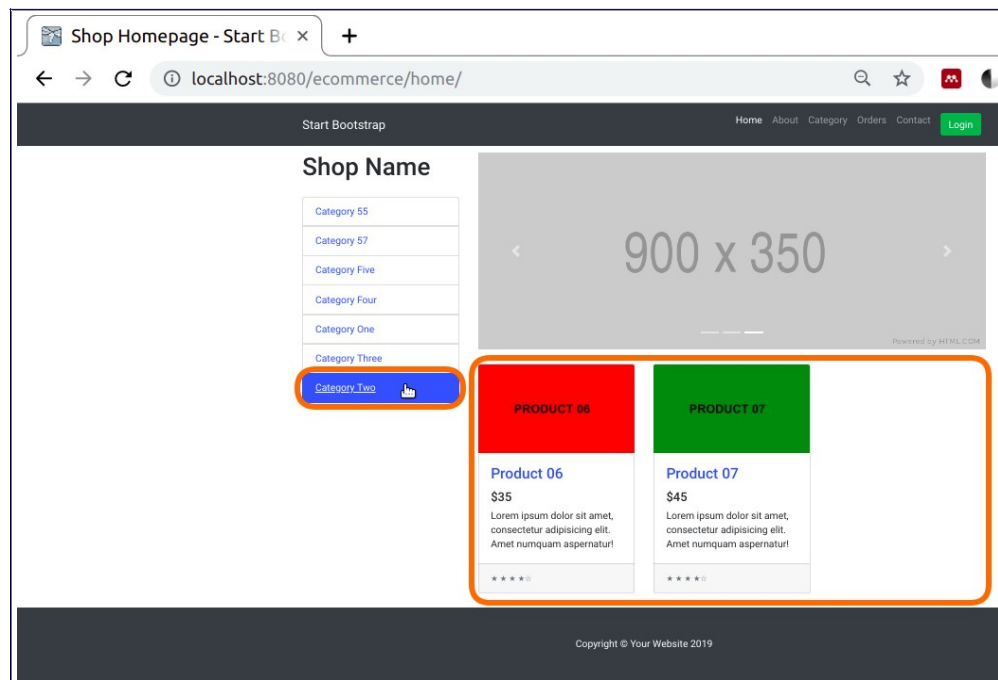 Shop Homepage - Start Bo
localhost:8080/ecommerce/home/
Start Bootstrap
Home About Category Orders Contact Login
Shop Name
Category 55
Category 57
Category Five
Category Four
Category One
Category Three
Category Two
900 x 350
Powered by HTML.COM
PRODUCT 06
PRODUCT 07
Product 06
$35
Lorem ipsum dolor sit amet,
consectetur adipisicing elit.
Amet numquam aspernatur!
★ ★ ★ ★ ☆
Product 07
$45
Lorem ipsum dolor sit amet,
consectetur adipisicing elit.
Amet numquam aspernatur!
★ ★ ★ ★ ☆
Copyright © Your Website 2019